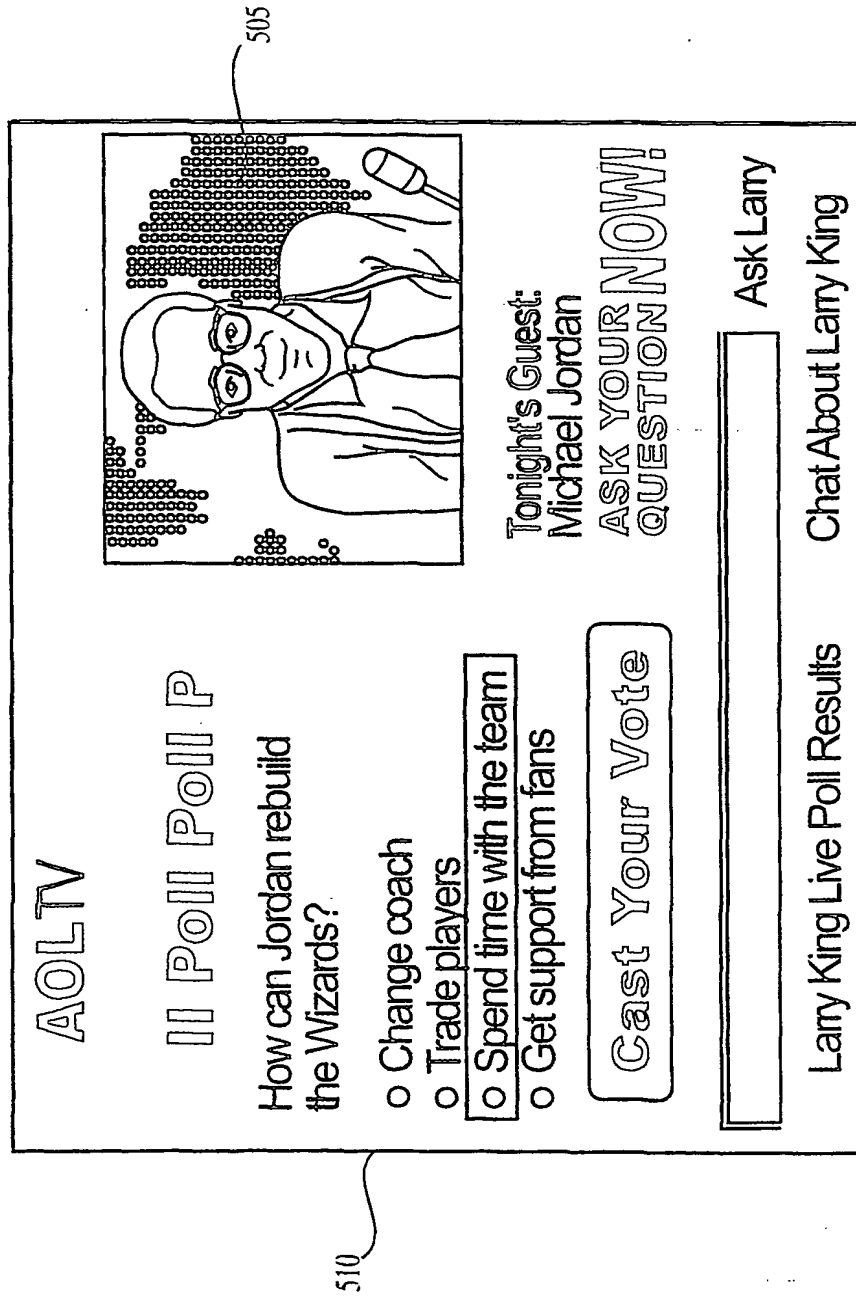 AOLTV
ll Poll Poll P
How can Jordan rebuild
the Wizards?
o Change coach
o Trade players
o Spend time with the team
o Get support from fans
Cast Your Vote
Tonight's Guest:
Michael Jordan
ASK YOUR
QUESTION NOW!
Ask Larry
Larry King Live Poll Results
Chat About Larry King
505
510